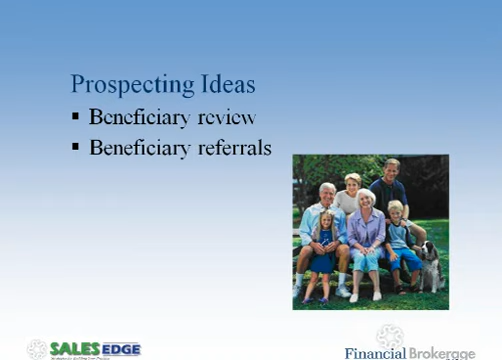 Prospecting Ideas
▪ Beneficiary review
▪ Beneficiary referrals
SALES EDGE
Financial Brokerage